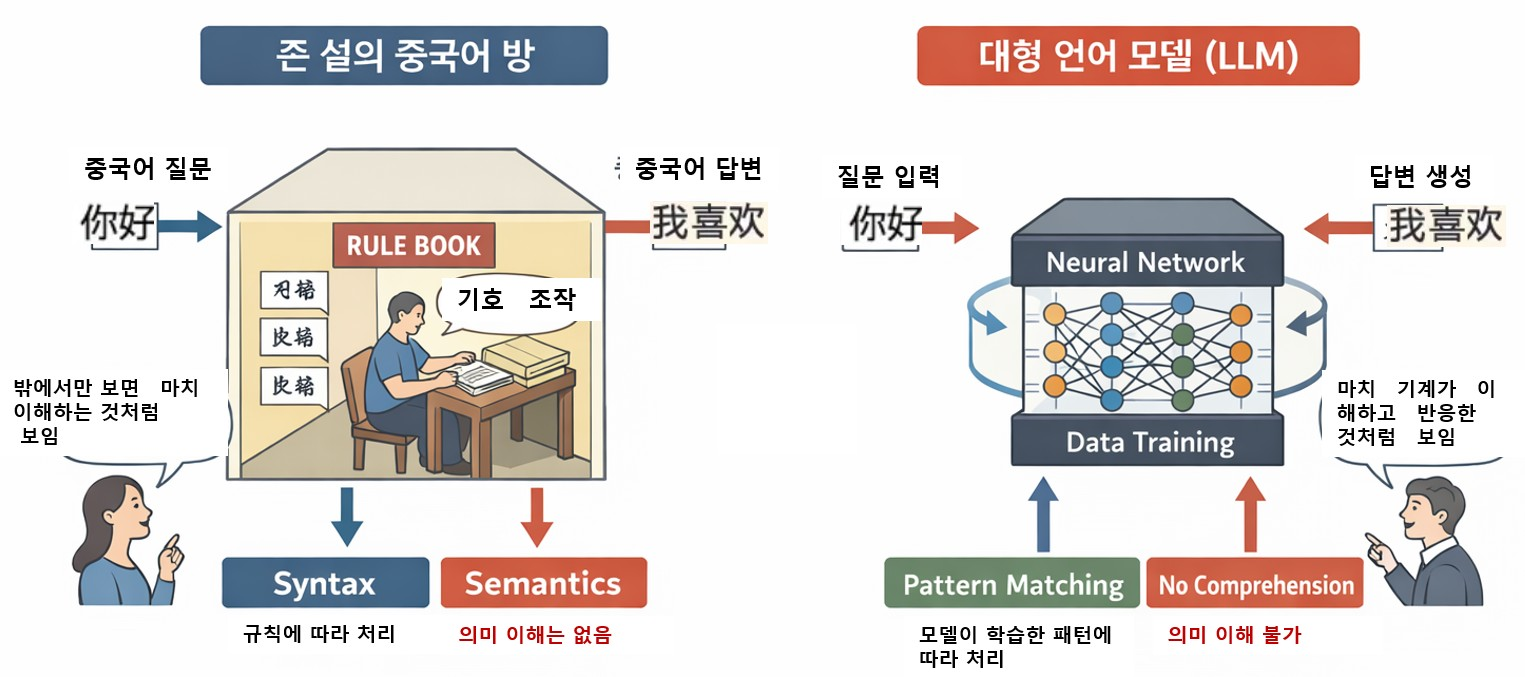 존 설의 중국어 방
중국어 질문
你好
중국어 답변
我喜欢
RULE BOOK
기호 조작
밖에서만 보면 마치
이해하는 것처럼
보임
Syntax
Semantics
규칙에 따라 처리
의미 이해는 없음
대형 언어 모델 (LLM)
질문 입력
你好
답변 생성
我喜欢
Neural Network
Data Training
마치 기계가 이
해하고 반응한
것처럼 보임
Pattern Matching
No Comprehension
모델이 학습한 패턴에
따라 처리
의미 이해 불가